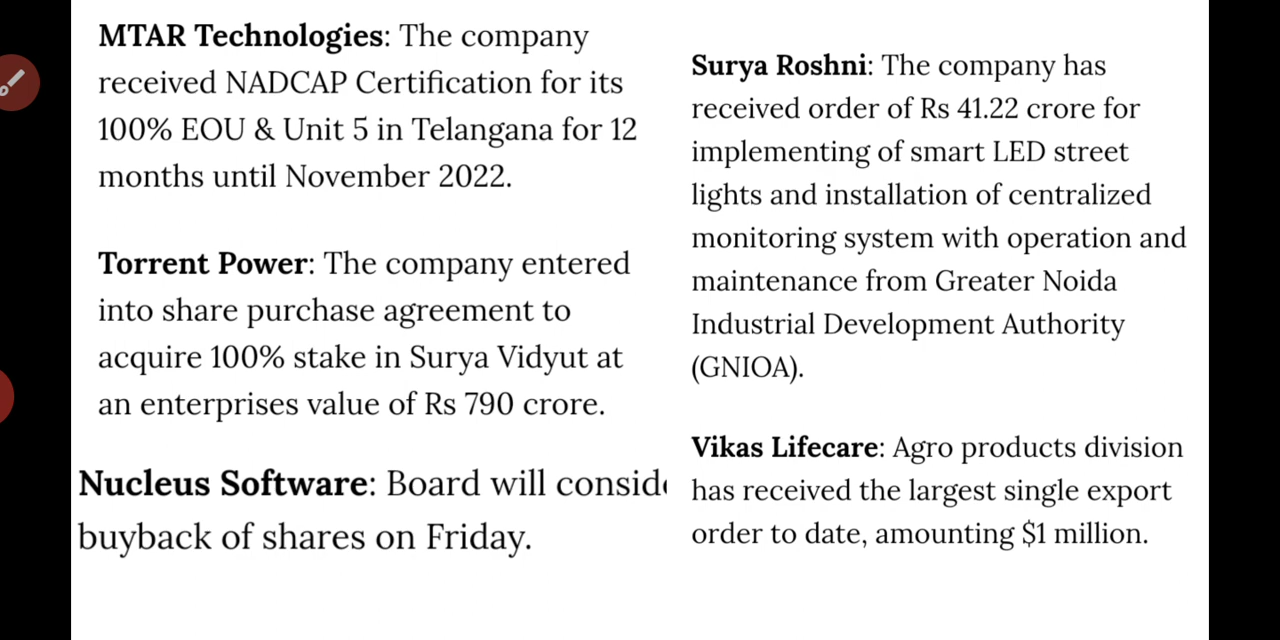 MTAR Technologies: The company
received NADCAP Certification for its
100% EOU & Unit 5 in Telangana for 12
months until November 2022.
Torrent Power: The company entered
into share purchase agreement to
acquire 100% stake in Surya Vidyut at
an enterprises value of Rs 790 crore.
Nucleus Software: Board will
buyback of shares on Friday.
Surya Roshni: The company has
received order of Rs 41.22 crore for
implementing of smart LED street
lights and installation of centralized
monitoring system with operation and
maintenance from Greater Noida
Industrial Development Authority
(GNIOA).
Vikas Lifecare: Agro products division
has received the largest single export
order to date, amounting $1 million.